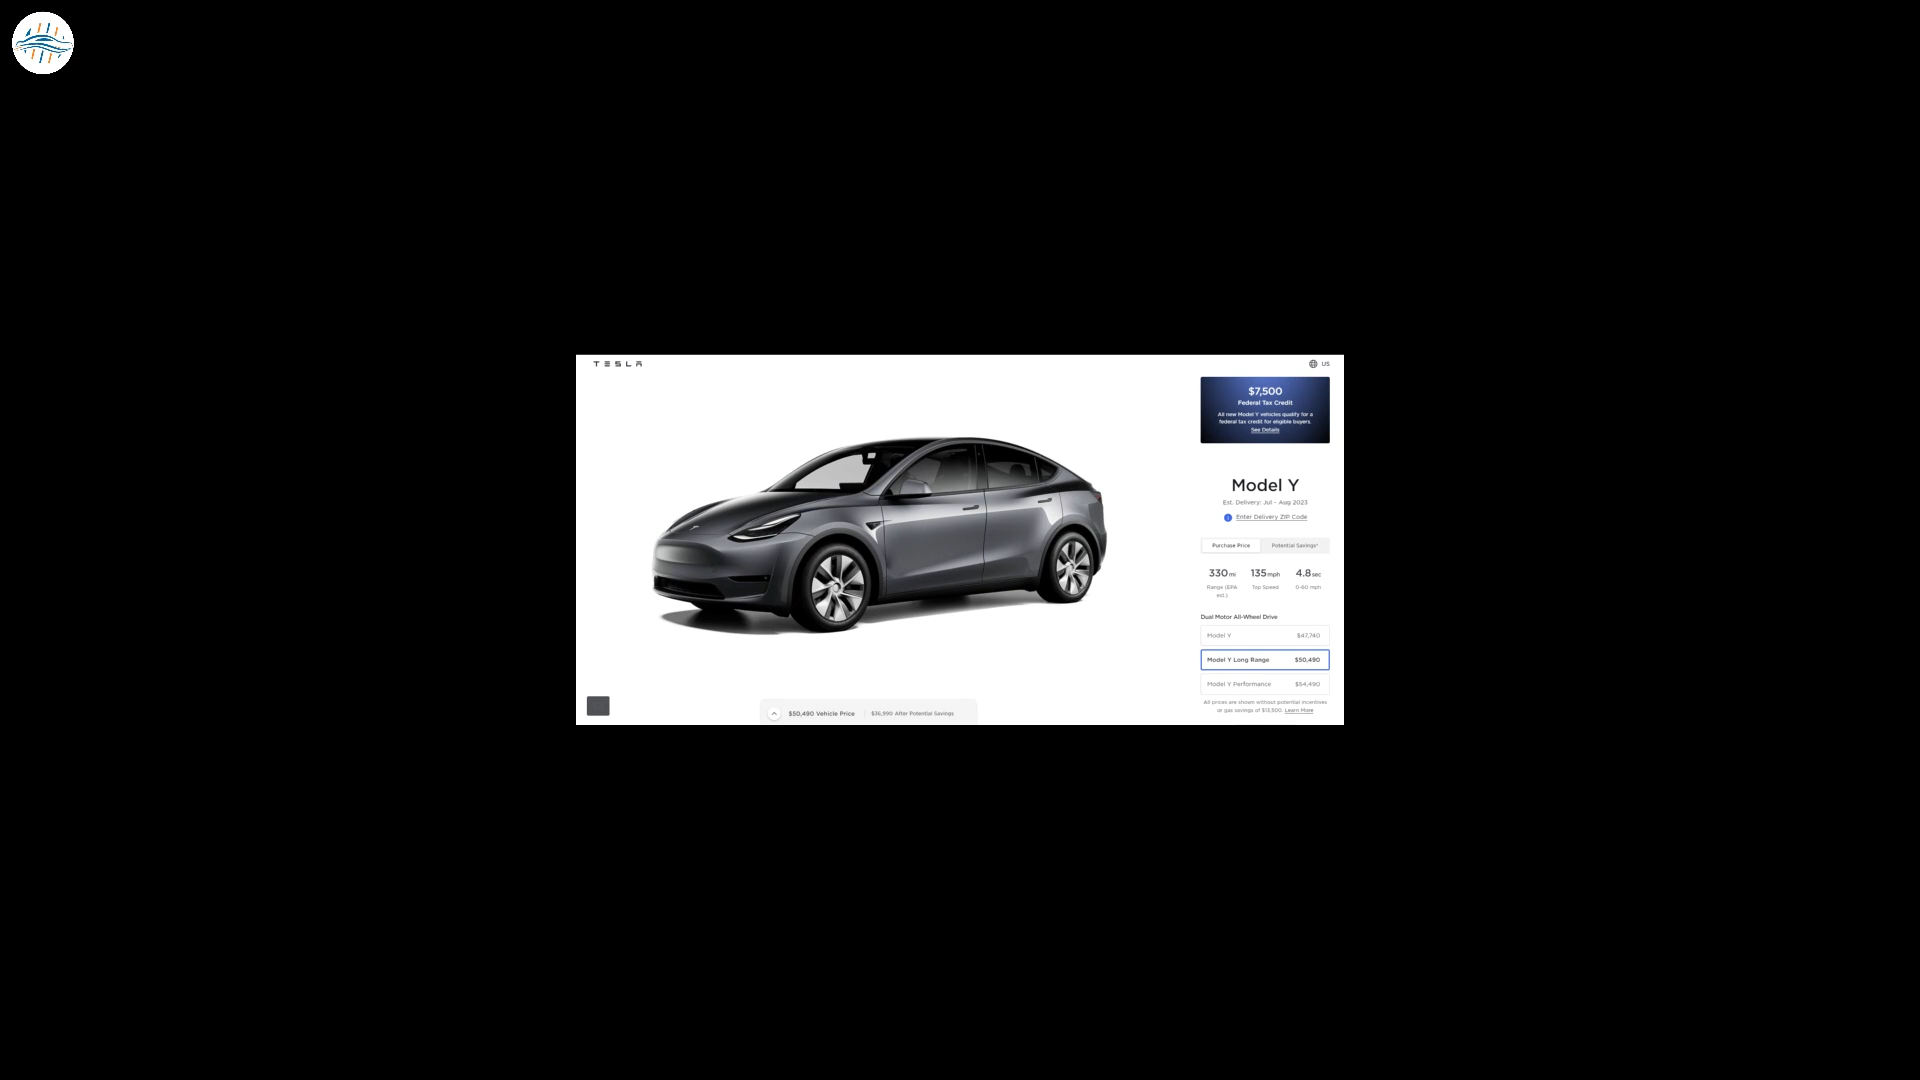 TESLA
US
$7,500
Federal Tax Credit
All new Model Y vehicles qualify for a
federal tax credit for eligible buyers.
See Details
Model Y
Est. Delivery: Jul – Aug 2023
Enter Delivery ZIP Code
Purchase Price Potential Savings*
330mi 135mph 4.8sec
Range (EPA Top Speed 0-60 mph
est.)
Dual Motor All-Wheel Drive
Model Y $47,740
Model Y Long Range $50,490
Model Y Performance $54,490
All prices are shown without potential incentives
or gas savings of $13,500. Learn More
$50,490 Vehicle Price $36,990 After Potential Savings